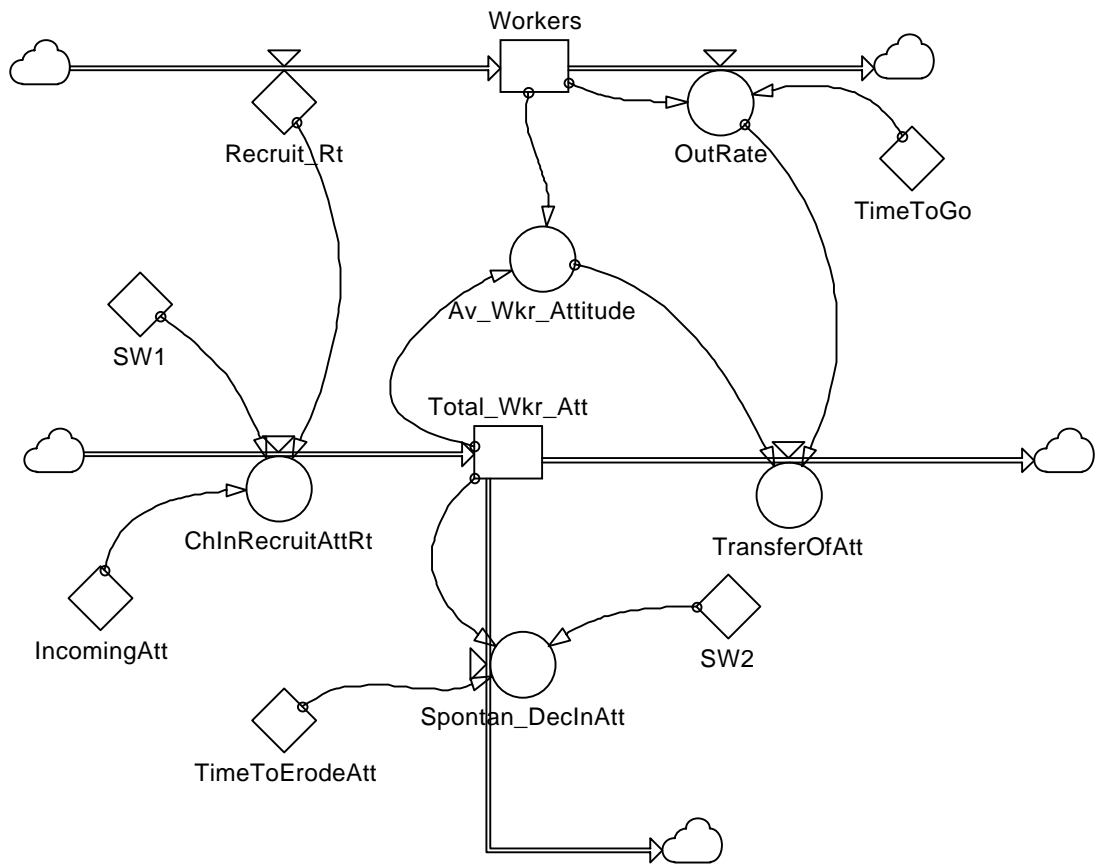 Workers
Recruit_Rt
OutRate
TimeToGo
Av_Wkr_Attitude
SW1
Total_Wkr_Att
ChInRecruitAttRt
TransferOfAtt
IncomingAtt
SW2
Spontan_DecInAtt
TimeToErodeAtt